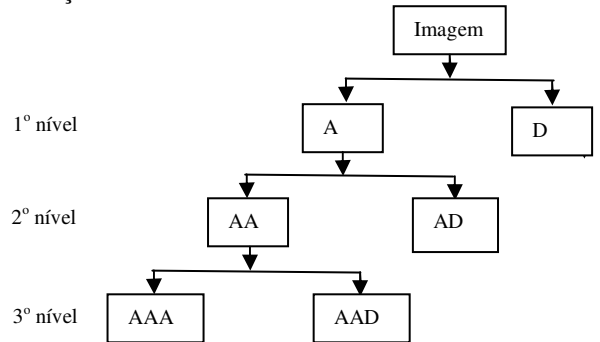 Imagem
1º nível A D
2º nível AA AD
3º nível AAA AAD